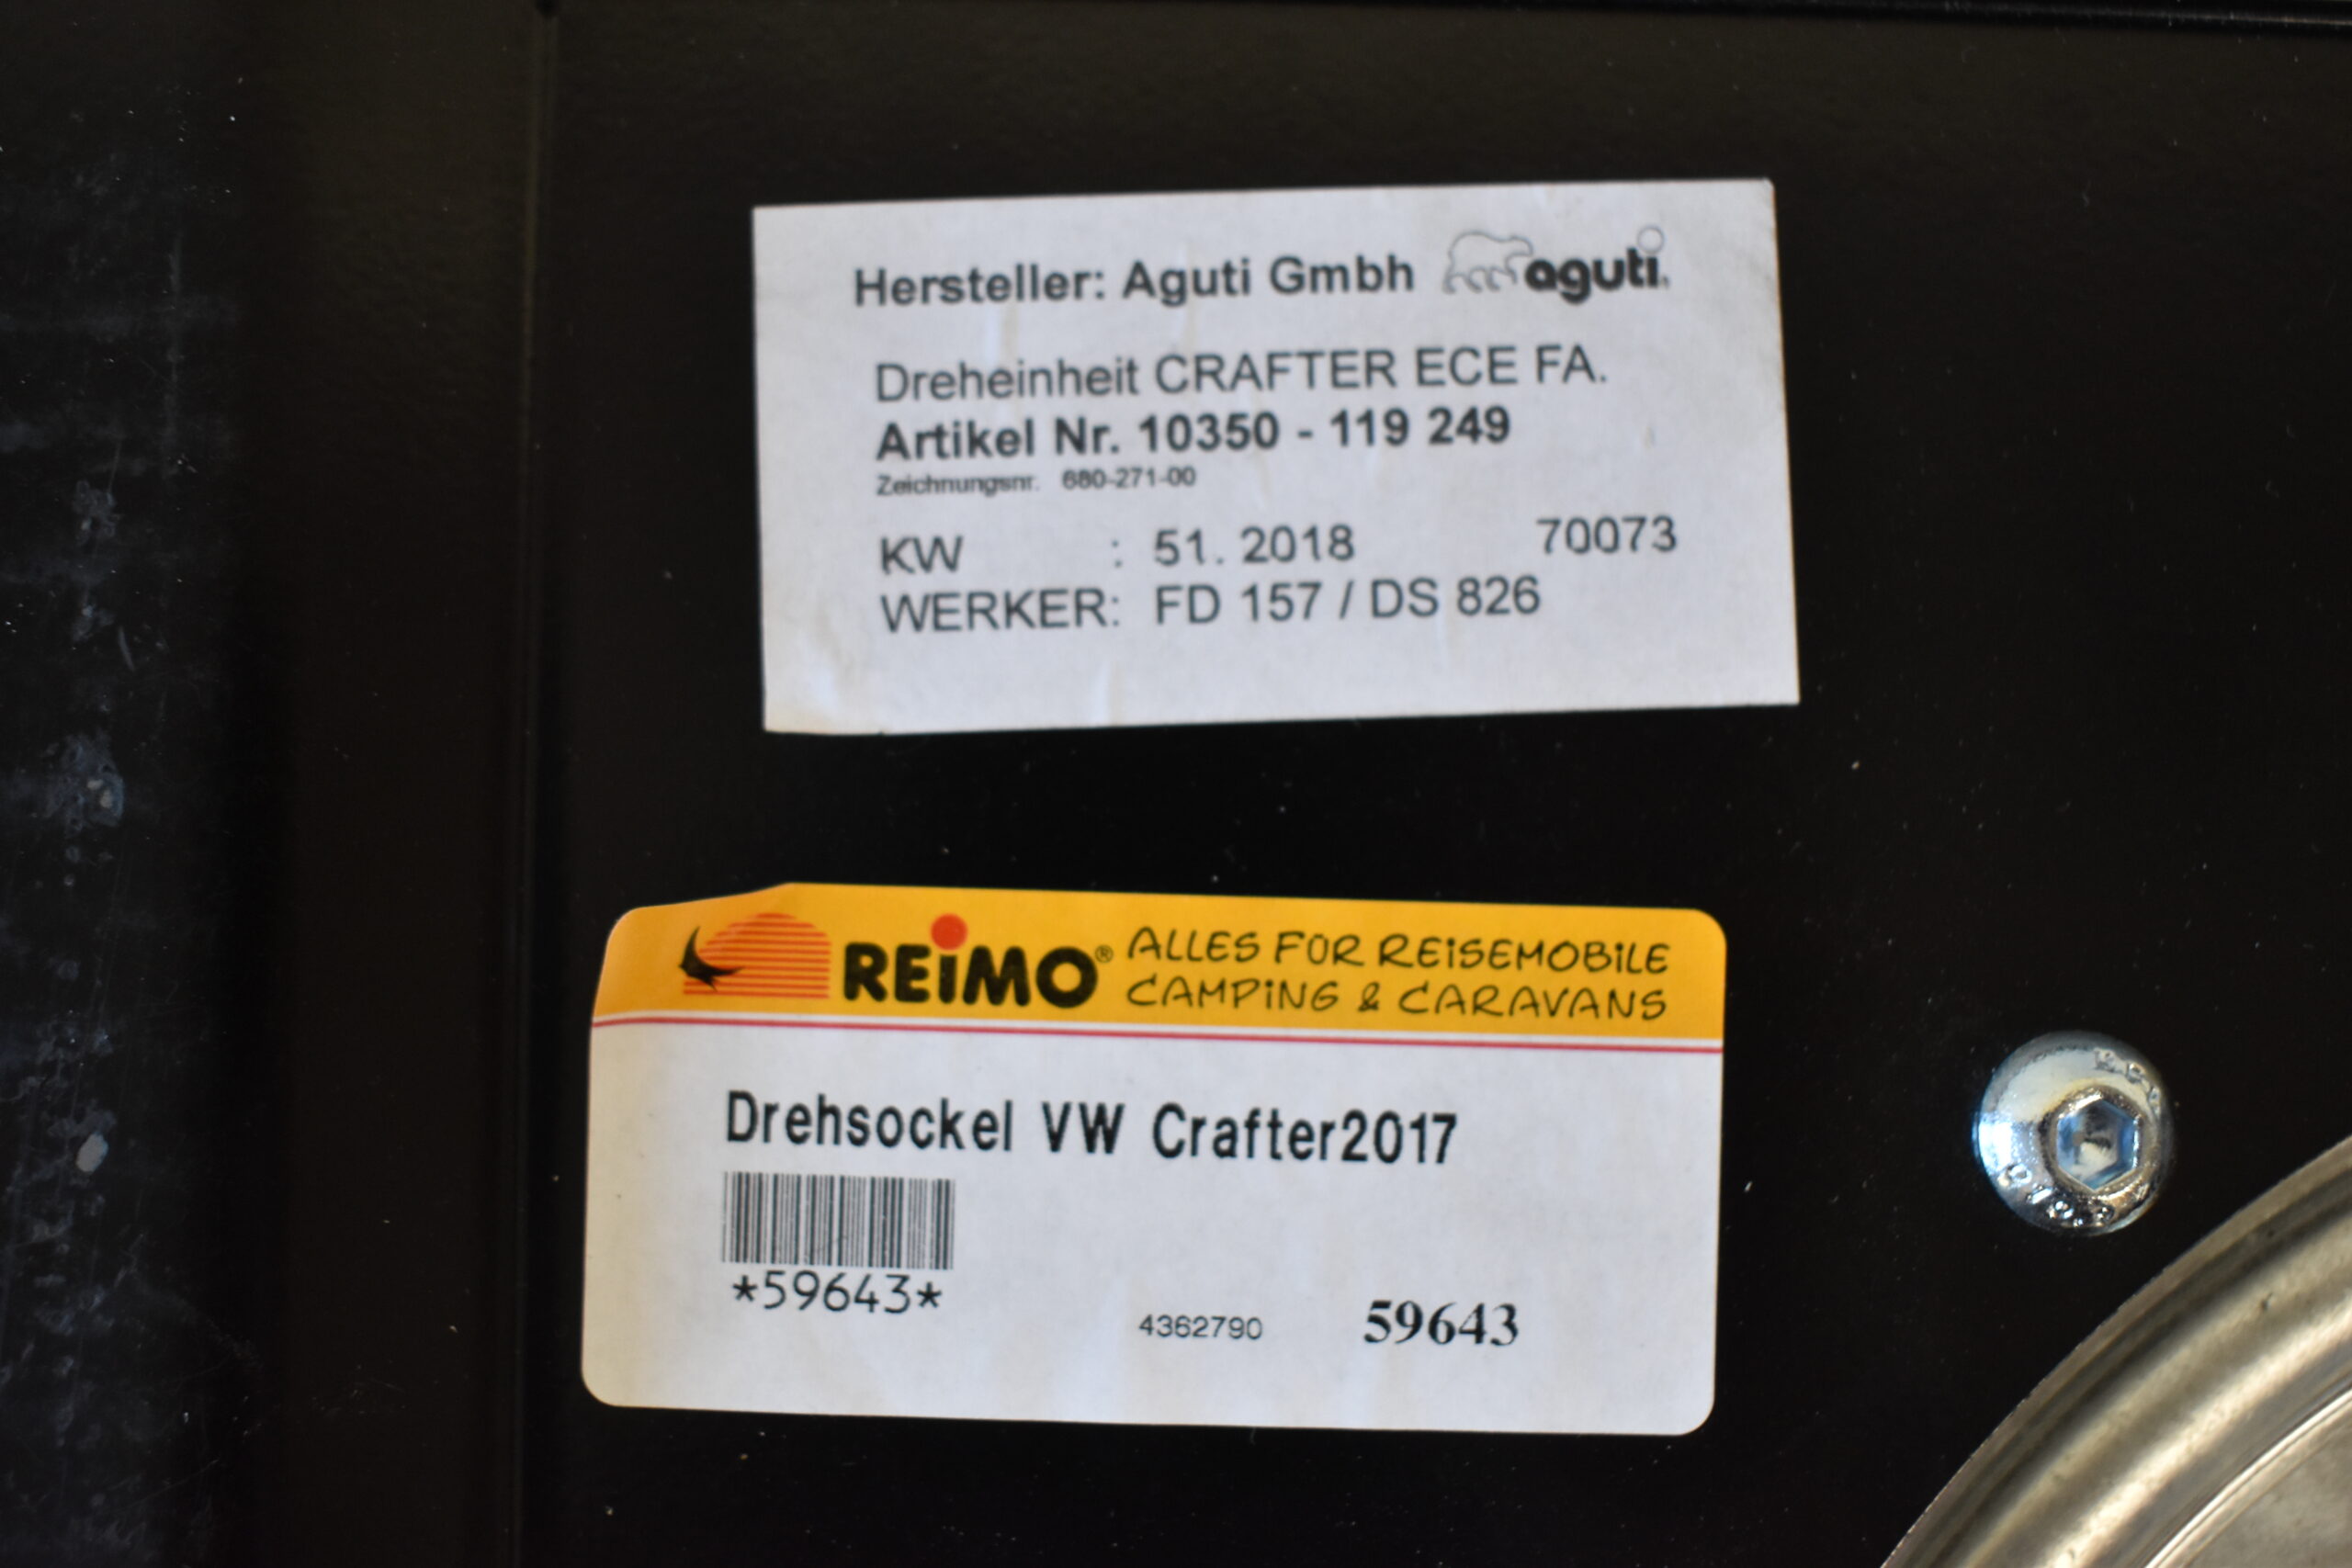 Hersteller: Aguti Gmbh aguti
Dreheinheit CRAFTER ECE FA.
Artikel Nr. 10350 - 119 249
Zeichnungsnr. 680-271-00
KW : 51. 2018 70073
WERKER: FD 157 / DS 826
REiMO® ALLES FÜR REiSEMOBiLE
CAMPiNG & CARAVANS
Drehsockel VW Crafter2017
*59643*
4362790 59643